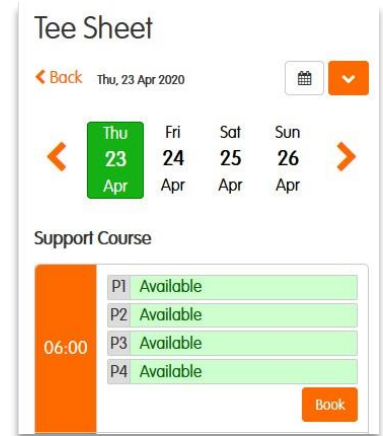 Tee Sheet
Back Thu, 23 Apr 2020
Thu Fri Sat Sun
23 24 25 26
Apr Apr Apr Apr
Support Course
06:00
P1 Available
P2 Available
P3 Available
P4 Available
Book